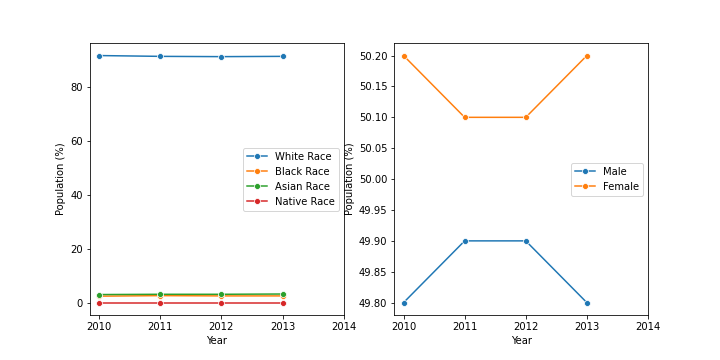 80
60
40
20
0
Population (%)
2010 2011 2012 2013 2014
Year
White Race
Black Race
Asian Race
Native Race
50.20
50.15
50.10
50.05
50.00
49.95
49.90
49.85
49.80
Population (%)
2010 2011 2012 2013 2014
Year
Male
Female